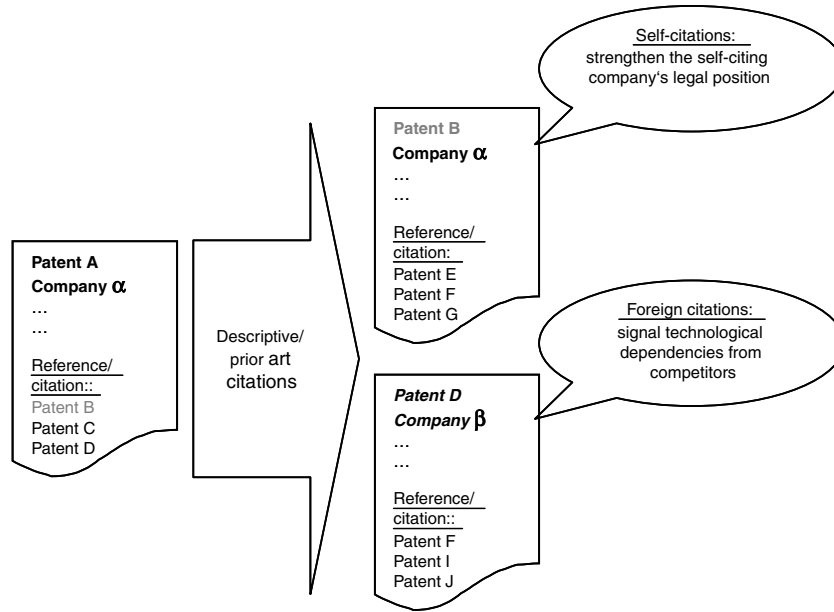 Patent A
Company α
...
...
Reference/
citation::
Patent B
Patent C
Patent D
Descriptive/
prior art
citations
Patent B
Company α
...
...
Reference/
citation:
Patent E
Patent F
Patent G
Self-citations:
strengthen the self-citing
company‘s legal position
Patent D
Company β
...
...
Reference/
citation::
Patent F
Patent I
Patent J
Foreign citations:
signal technological
dependencies from
competitors